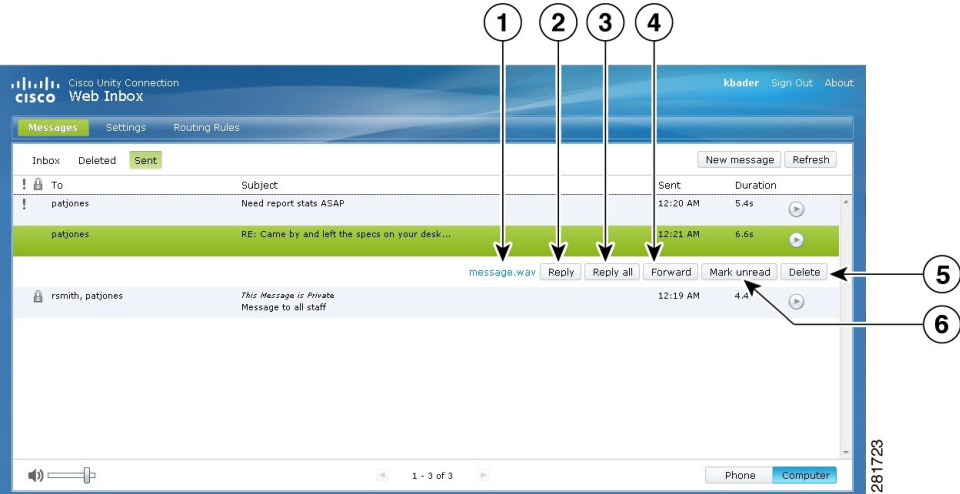 1 2 3 4
Cisco Unity Connection
cisco Web Inbox
kbader Sign Out About
Messages Settings Routing Rules
Inbox Deleted Sent New message Refresh
! To Subject Sent Duration
! patjones Need report stats ASAP 12:20 AM 5.4s
patjones RE: Came by and left the specs on your desk... 12:21 AM 6.6s
message.wav Reply Reply all Forward Mark unread Delete 5
rsmith, patjones This Message is Private 12:19 AM 4.4
Message to all staff
6
1 - 3 of 3
Phone Computer
281723